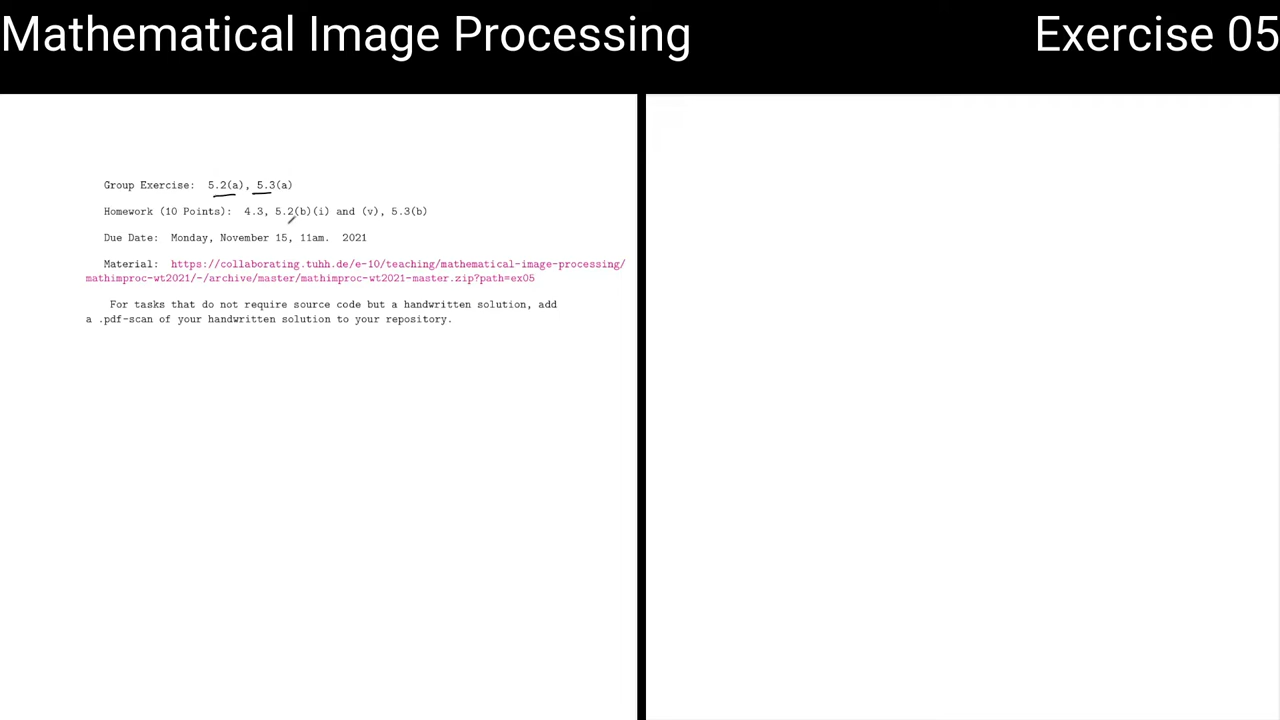 Mathematical Image Processing
Exercise 05
Group Exercise: 5.2(a), 5.3(a)
Homework (10 Points): 4.3, 5.2(b)(i) and (v), 5.3(b)
Due Date: Monday, November 15, 11am. 2021
Material: https://collaborating.tuhh.de/e-10/teaching/mathematical-image-processing/
mathimproc-wt2021/-/archive/master/mathimproc-wt2021-master.zip?path=ex05
For tasks that do not require source code but a handwritten solution, add
a .pdf-scan of your handwritten solution to your repository.